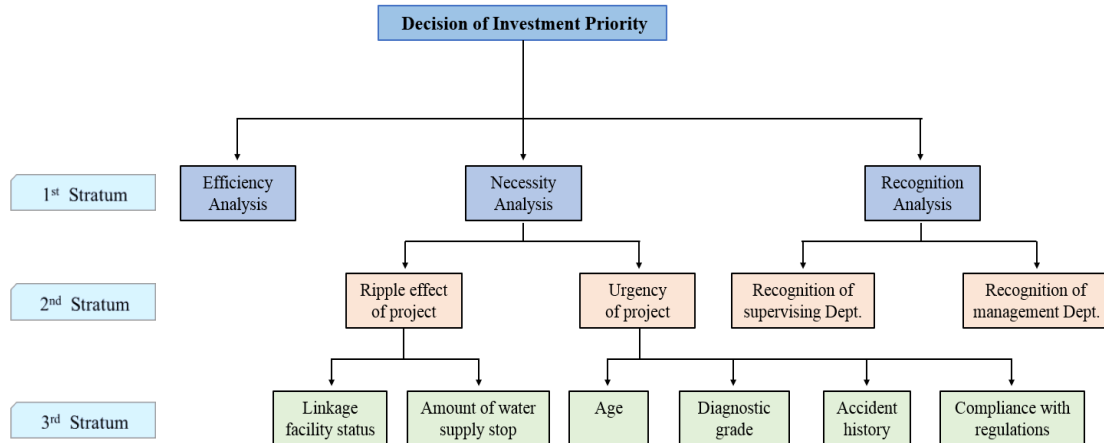 Decision of Investment Priority
1st Stratum
Efficiency
Analysis
Necessity
Analysis
Recognition
Analysis
2nd Stratum
Ripple effect
of project
Urgency
of project
Recognition of
supervising Dept.
Recognition of
management Dept.
3rd Stratum
Linkage
facility status
Amount of water
supply stop
Age
Diagnostic
grade
Accident
history
Compliance with
regulations